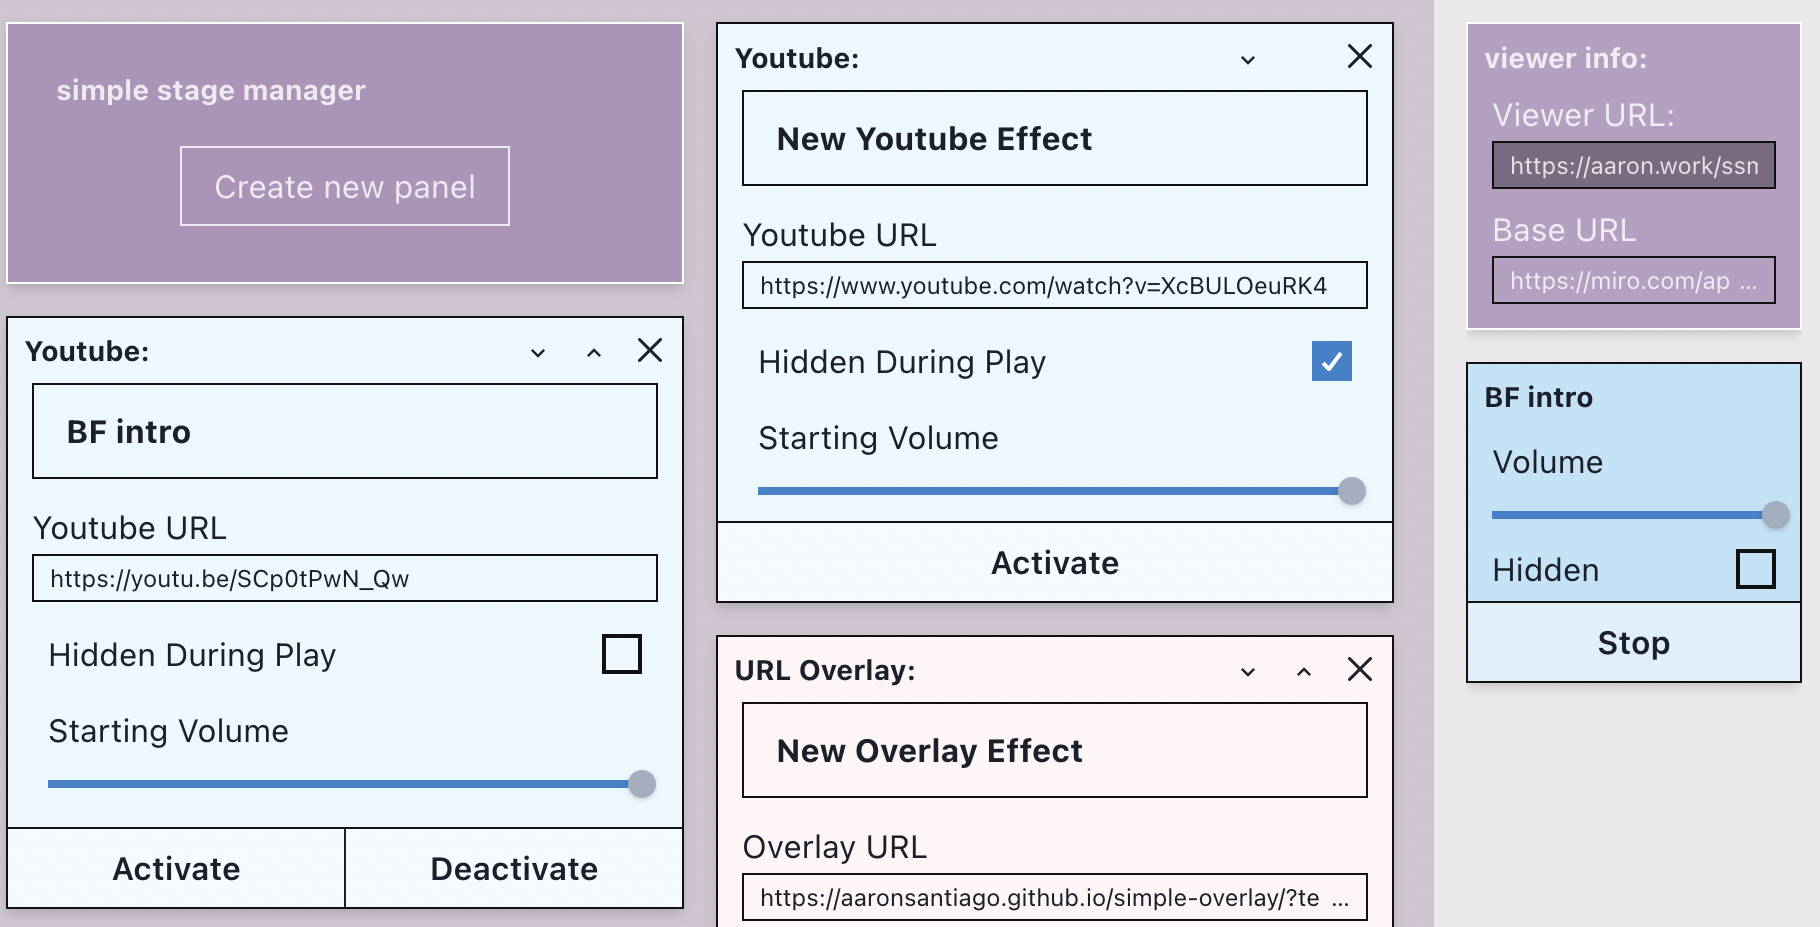 simple stage manager
Create new panel
Youtube:
BF intro
Youtube URL
https://youtu.be/SCp0tPwN_Qw
Hidden During Play
Starting Volume
Activate
Deactivate
Youtube:
New Youtube Effect
Youtube URL
https://www.youtube.com/watch?v=XcBULOeuRK4
Hidden During Play
Starting Volume
Activate
URL Overlay:
New Overlay Effect
Overlay URL
https://aaronsantiago.github.io/simple-overlay/?te ...
viewer info:
Viewer URL:
https://aaron.work/ssm
Base URL
https://miro.com/ap ...
BF intro
Volume
Hidden
Stop